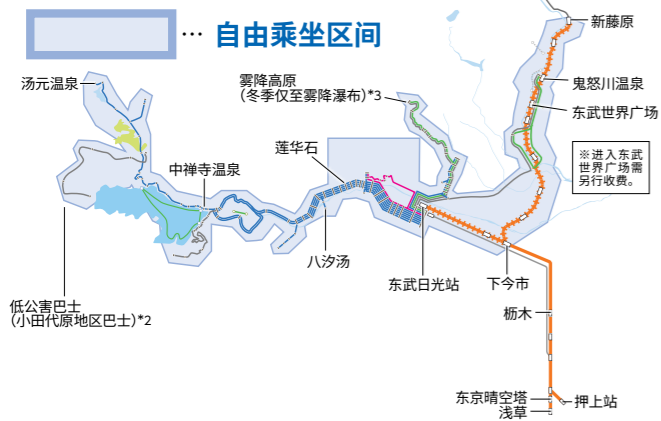 … 自由乘坐区间
新藤原
汤元温泉
雾降高原
(冬季仅至雾降瀑布)*3
鬼怒川温泉
东武世界广场
莲华石
※进入东武
世界广场需
另行收费。
中禅寺温泉
八汐汤
东武日光站
下今市
低公害巴士
(小田代原地区巴士)*2
枥木
东京晴空塔
押上站
浅草